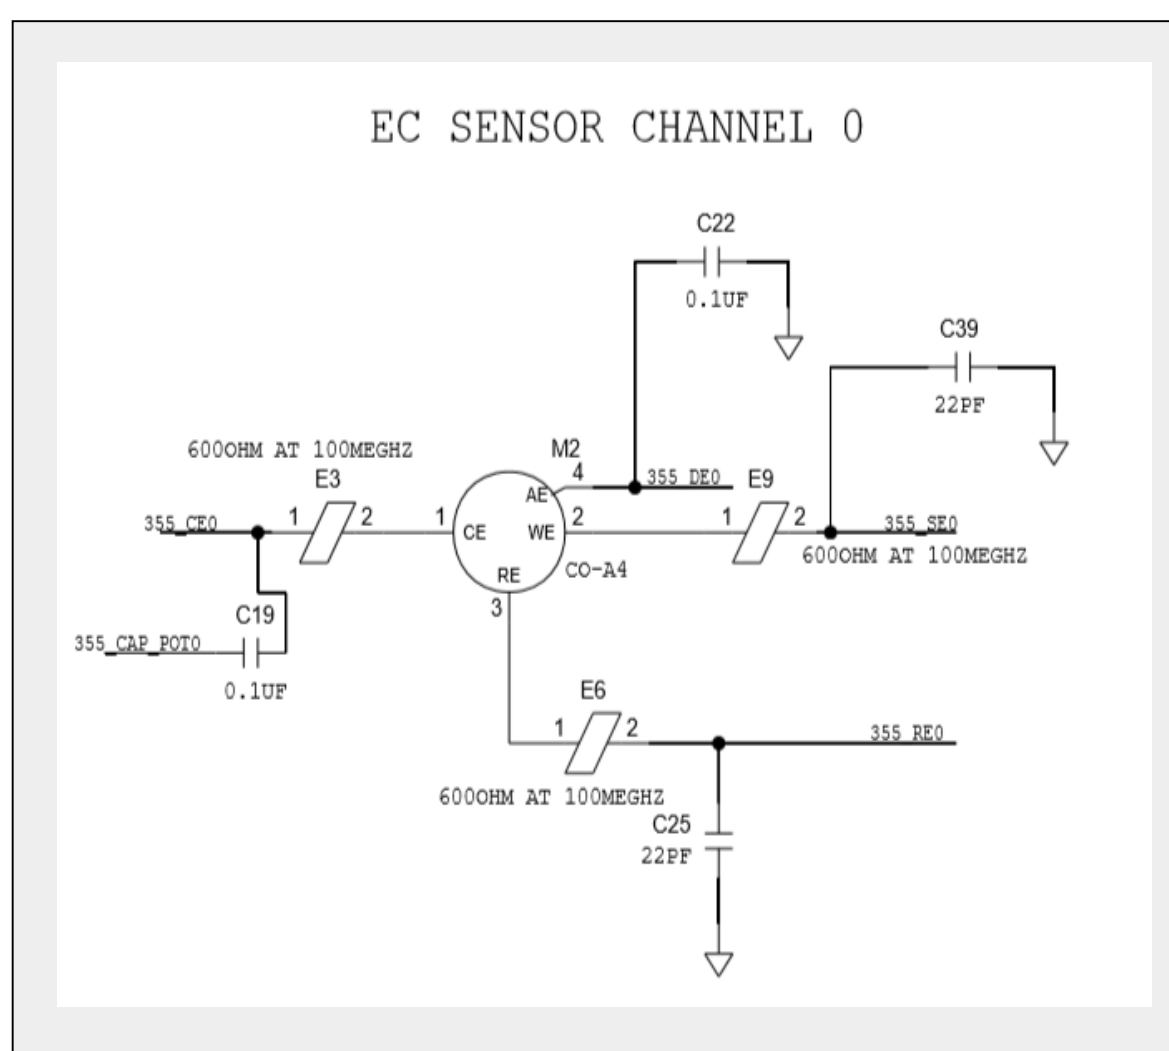 EC SENSOR CHANNEL 0
C22
0.1UF
C39
22PF
600OHM AT 100MEGHZ
E3
M2
4
355_DE0
E9
AE
355_CE0
1
2
1
CE
WE
2
1
2
355_SE0
600OHM AT 100MEGHZ
RE
CO-A4
3
C19
355_CAP_POT0
0.1UF
E6
1
2
355_RE0
600OHM AT 100MEGHZ
C25
22PF